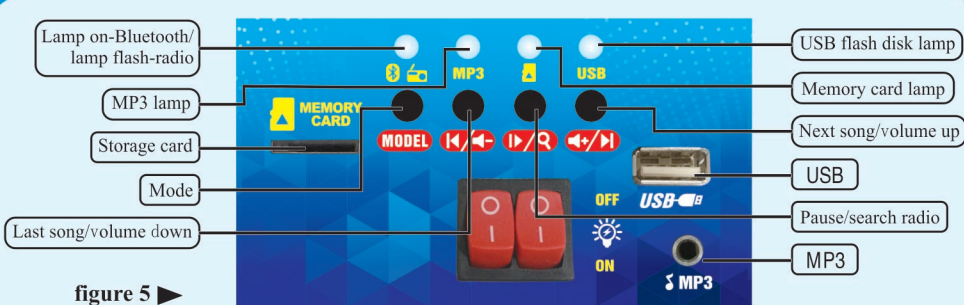 Lamp on-Bluetooth/
lamp flash-radio
MP3 lamp
Storage card
Mode
Last song/volume down
figure 5
MP3
USB
MEMORY
CARD
MODEL
OFF
ON
USB
MP3
O O
I I
USB flash disk lamp
Memory card lamp
Next song/volume up
USB
Pause/search radio
MP3